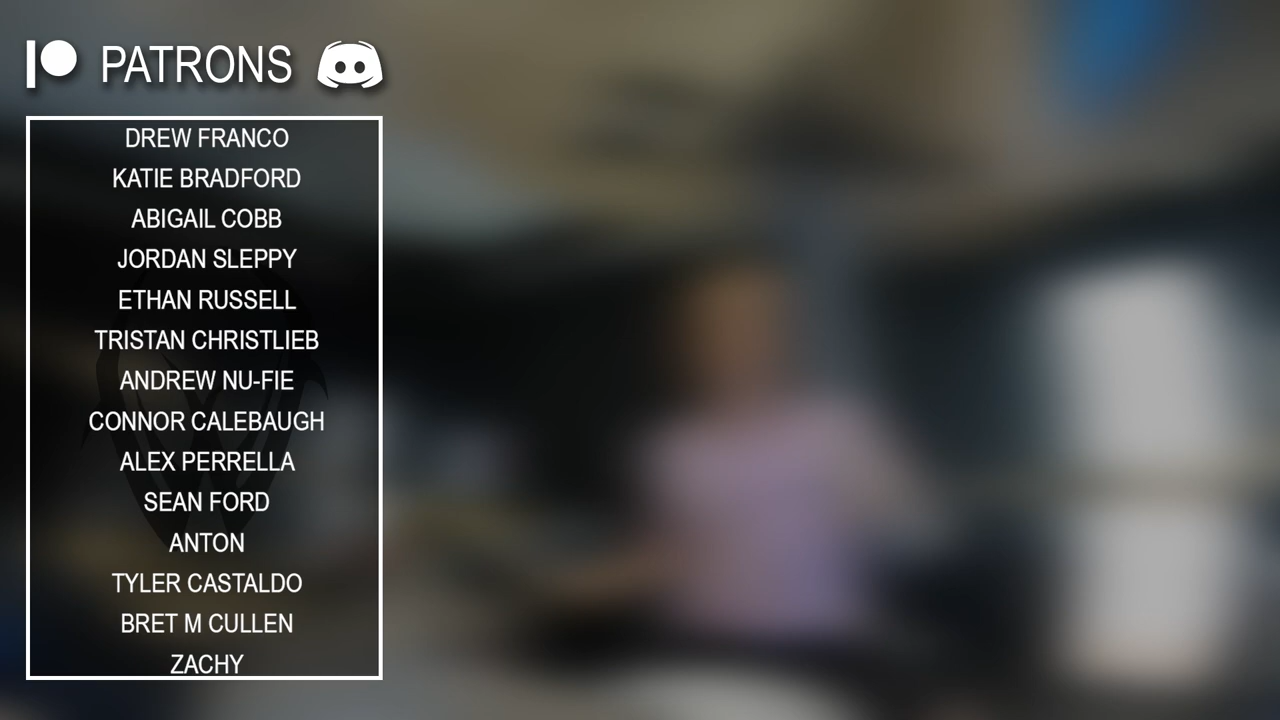 PATRONS
DREW FRANCO
KATIE BRADFORD
ABIGAIL COBB
JORDAN SLEPPY
ETHAN RUSSELL
TRISTAN CHRISTLIEB
ANDREW NU-FIE
CONNOR CALEBAUGH
ALEX PERRELLA
SEAN FORD
ANTON
TYLER CASTALDO
BRET M CULLEN
ZACHY